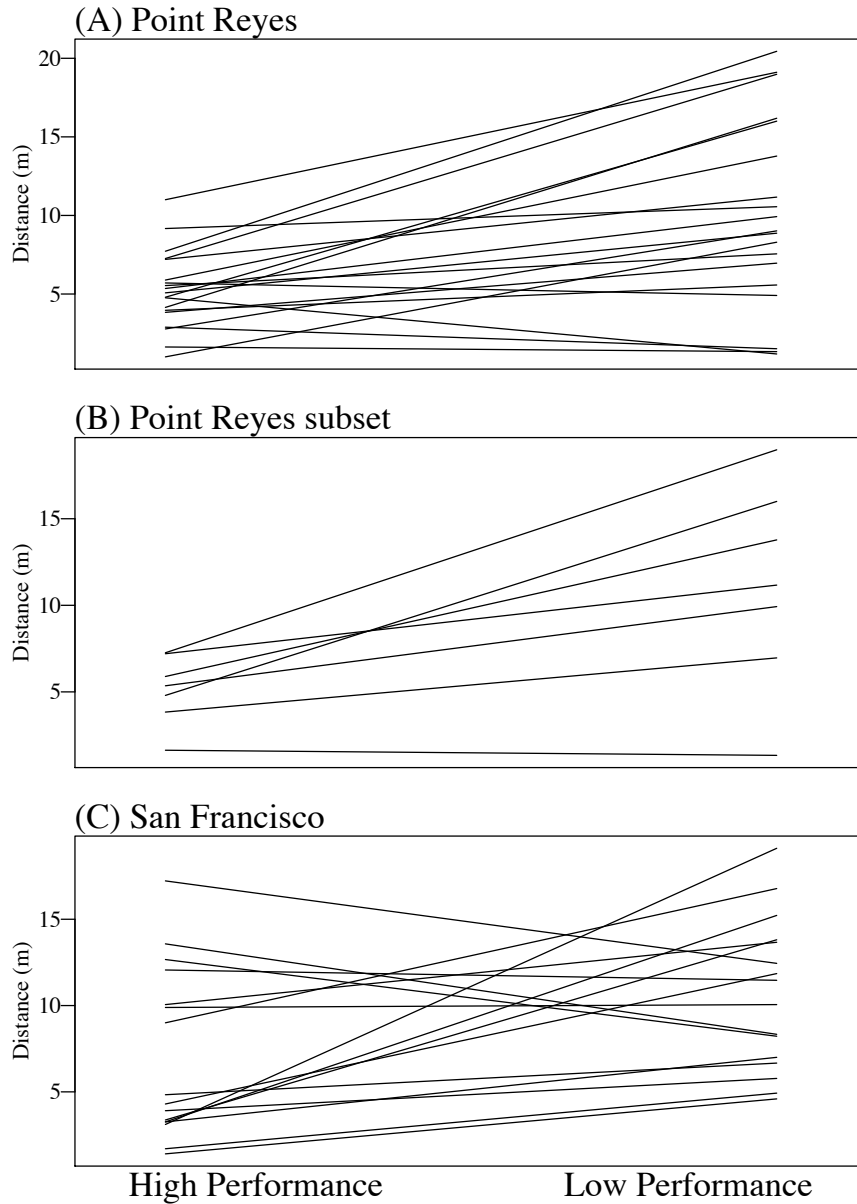 (A) Point Reyes
20
15
10
5
Distance (m)
(B) Point Reyes subset
15
10
5
Distance (m)
(C) San Francisco
15
10
5
Distance (m)
High Performance
Low Performance